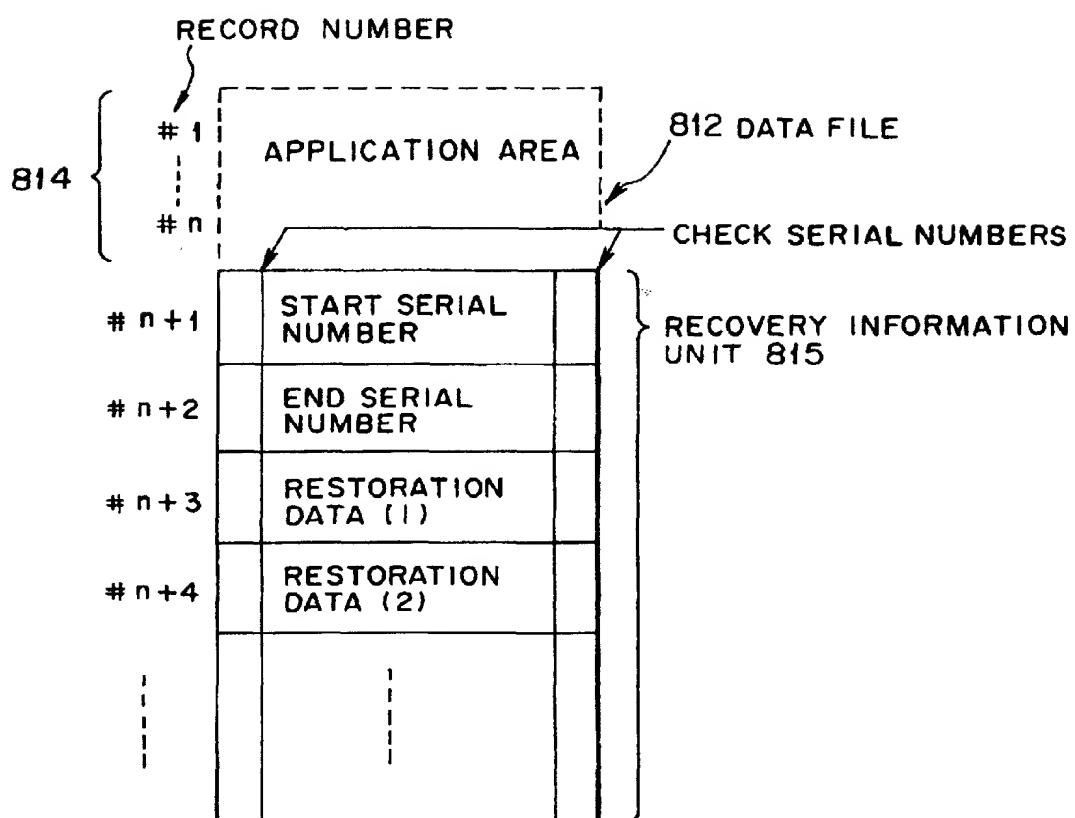 RECORD NUMBER
# 1
814
# n
APPLICATION AREA
812 DATA FILE
CHECK SERIAL NUMBERS
# n+1
START SERIAL
NUMBER
RECOVERY INFORMATION
UNIT 815
# n+2
END SERIAL
NUMBER
# n+3
RESTORATION
DATA (1)
# n+4
RESTORATION
DATA (2)